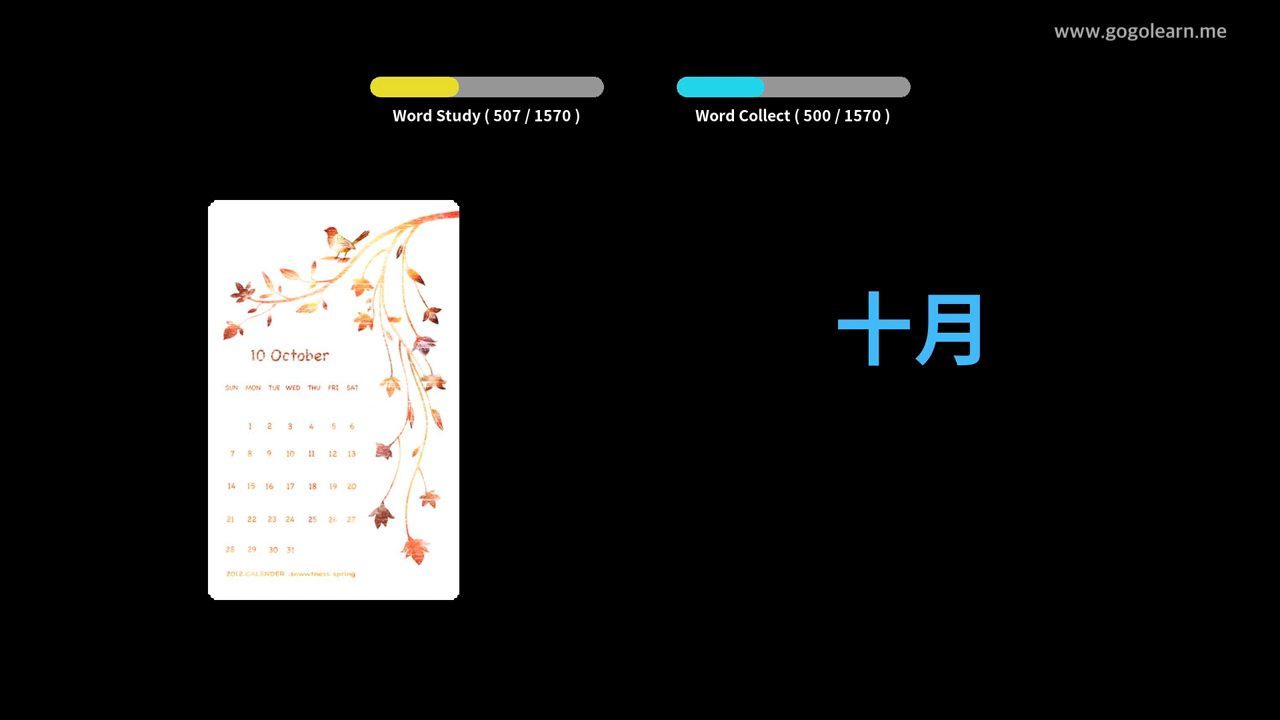 www.gogolearn.me
Word Study ( 507 / 1570 )
Word Collect ( 500 / 1570 )
10 October
SUN MON TUE WED THU FRI SAT
1 2 3 4 5 6
7 8 9 10 11 12 13
14 15 16 17 18 19 20
21 22 23 24 25 26 27
28 29 30 31
2012.CALENDER
spring
十月